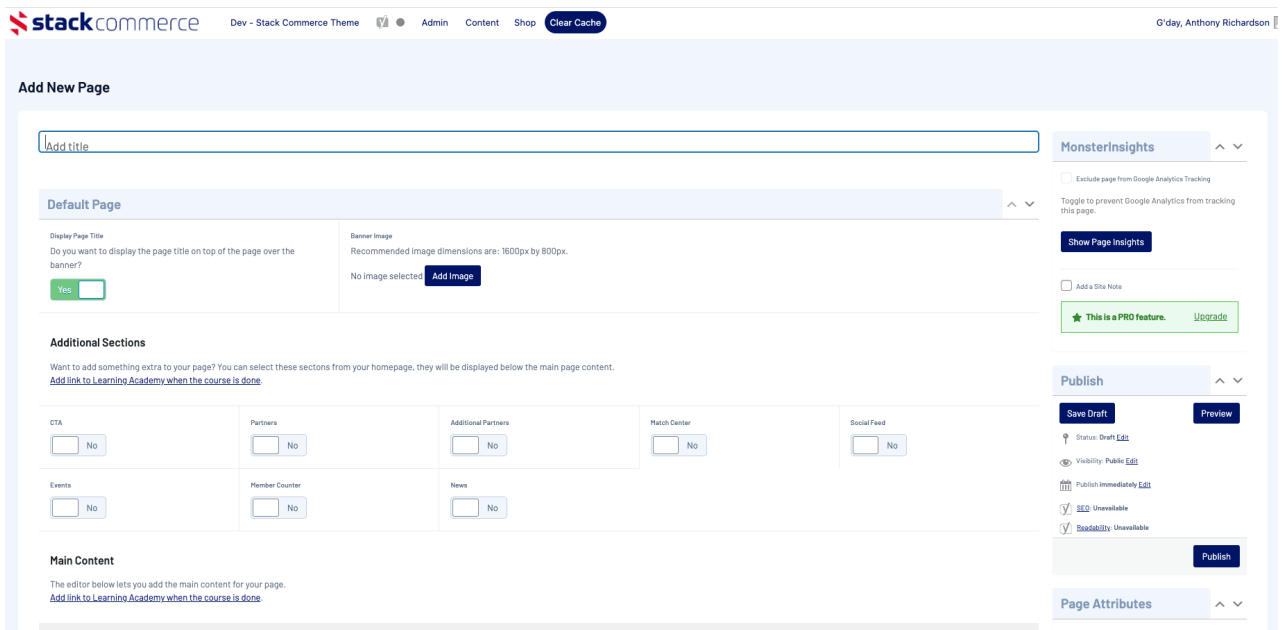 stackcommerce
Dev - Stack Commerce Theme
Admin
Content
Shop
Clear Cache
G'day, Anthony Richardson
Add New Page
Add title
Default Page
Display Page Title
Do you want to display the page title on top of the page over the
banner?
Yes
Banner Image
Recommended image dimensions are: 1600px by 800px.
No image selected
Add Image
Additional Sections
Want to add something extra to your page? You can select these sectons from your homepage, they will be displayed below the main page content.
Add link to Learning Academy when the course is done.
CTA
No
Partners
No
Additional Partners
No
Match Center
No
Social Feed
No
Events
No
Member Counter
No
News
No
Main Content
The editor below lets you add the main content for your page.
Add link to Learning Academy when the course is done.
MonsterInsights
Exclude page from Google Analytics Tracking
Toggle to prevent Google Analytics from tracking
this page.
Show Page Insights
Add a Site Note
This is a PRO feature. Upgrade
Publish
Save Draft
Preview
Status: Draft Edit
Visibility: Public Edit
Publish immediately Edit
SEO: Unavailable
Readability: Unavailable
Publish
Page Attributes